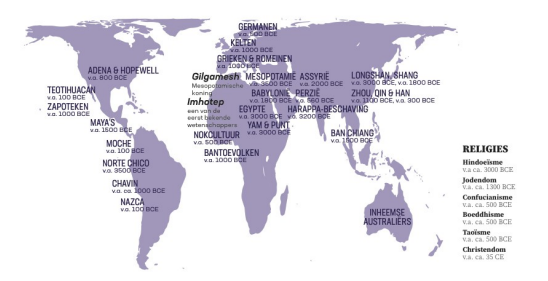 GERMANEN
v.a. 500 BCE
KELTEN
v.a. 1000 BCE
GRIEKEN & ROMEINEN
v.a. 1000 BCE
ADENA & HOPEWELL
v.a. 800 BCE
TEOTIHUACAN
v.a. 100 BCE
ZAPOTEKEN
v.a. 1000 BCE
MAYA'S
v.a. 1500 BCE
MOCHE
v.a. 100 BCE
NORTE CHICO
v.a. 3500 BCE
CHAVIN
v.a. ca. 1000 BCE
NAZCA
v.a. 100 BCE
Gilgamesh
Mesopotamische
koning
Imhotep
een van de
eerst bekende
wetenschappers
NOKCULTUUR
v.a. 500 BCE
BANTOEVOLKEN
v.a. 1000 BCE
MESOPOTAMIË ASSYRIË
v.a. 3500 BCE v.a. 2000 BCE
BABYLONIË PERZIË
v.a. 1800 BCE v.a. 550 BCE
EGYPTE HARAPPA-BESCHAVING
v.a. 3000 BCE v.a. 3200 BCE
YAM & PUNT
v.a. 3000 BCE
LONGSHAN, SHANG
v.a. 3000 BCE, v.a. 1800 BCE
ZHOU, QIN & HAN
v.a. 1100 BCE, v.a. 300 BCE
BAN CHIANG
v.a. 1500 BCE
INHEEMSE
AUSTRALIËRS
RELIGIES
Hindoeïsme
v.a ca. 3000 BCE
Jodendom
v.a. ca. 1300 BCE
Confucianisme
v.a. ca. 500 BCE
Boeddhisme
v.a. ca. 500 BCE
Taoïsme
v.a. ca. 500 BCE
Christendom
v.a. ca. 35 CE